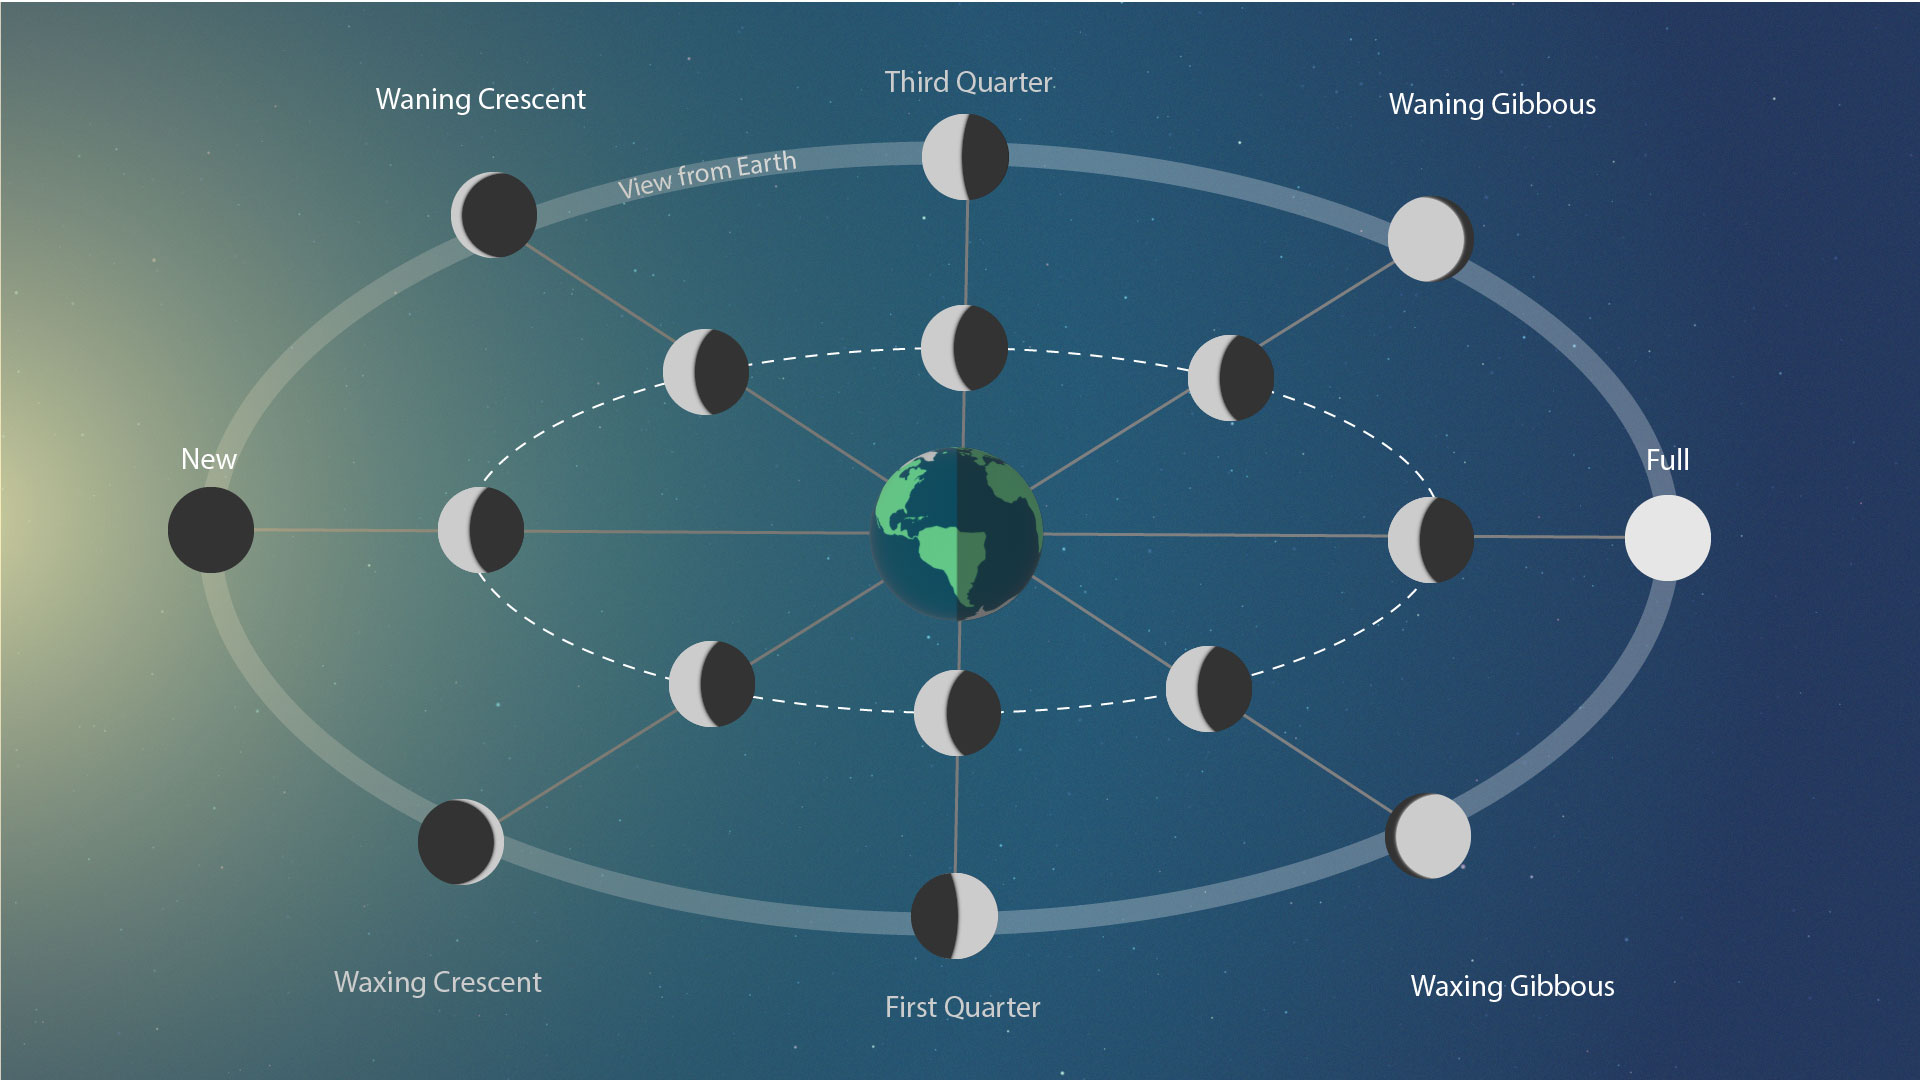 Third Quarter
Waning Crescent
Waning Gibbous
View from Earth
New
Full
Waxing Crescent
Waxing Gibbous
First Quarter